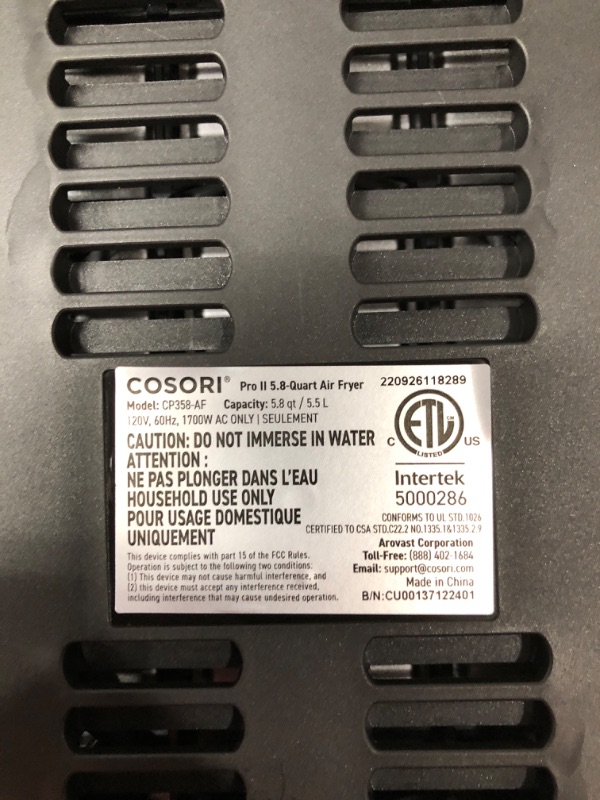 COSORI® Pro II 5.8-Quart Air Fryer 220926118289
Model: CP358-AF Capacity: 5.8 qt / 5.5 L
120V, 60Hz, 1700W AC ONLY | SEULEMENT
CAUTION: DO NOT IMMERSE IN WATER
ATTENTION :
NE PAS PLONGER DANS L'EAU
HOUSEHOLD USE ONLY
POUR USAGE DOMESTIQUE
UNIQUEMENT
This device complies with part 15 of the FCC Rules.
Operation is subject to the following two conditions:
(1) This device may not cause harmful interference, and
(2) this device must accept any interference received,
including interference that may cause undesired operation.
C ETL US
LISTED
Intertek
5000286
CONFORMS TO UL STD.1026
CERTIFIED TO CSA STD.C22.2 NO.1335.1&1335.2.9
Arovast Corporation
Toll-Free: (888) 402-1684
Email: support@cosori.com
Made in China
B/N:CU00137122401